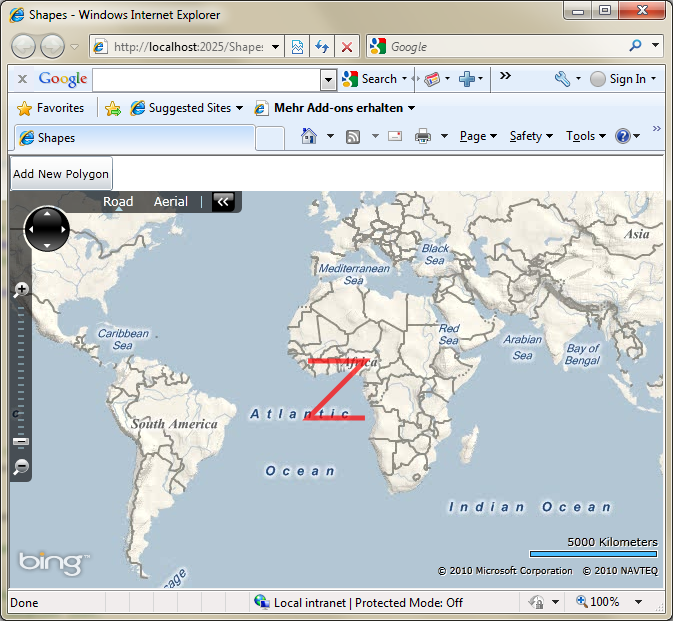 Shapes - Windows Internet Explorer
http://localhost:2025/Shape
Google
x Google Search Sign In
Favorites Suggested Sites Mehr Add-ons erhalten
Shapes Page Safety Tools
Add New Polygon
Road Aerial
Asia
Black
Sea
Mediterranean
Sea
Caribbean
Sea
Red
Sea
Arabian
Sea
Bay of
Bengal
Africa
Atlantic
South America
Ocean
Indian Ocean
5000 Kilometers
bing™
© 2010 Microsoft Corporation © 2010 NAVTEQ
Done Local intranet | Protected Mode: Off 100%